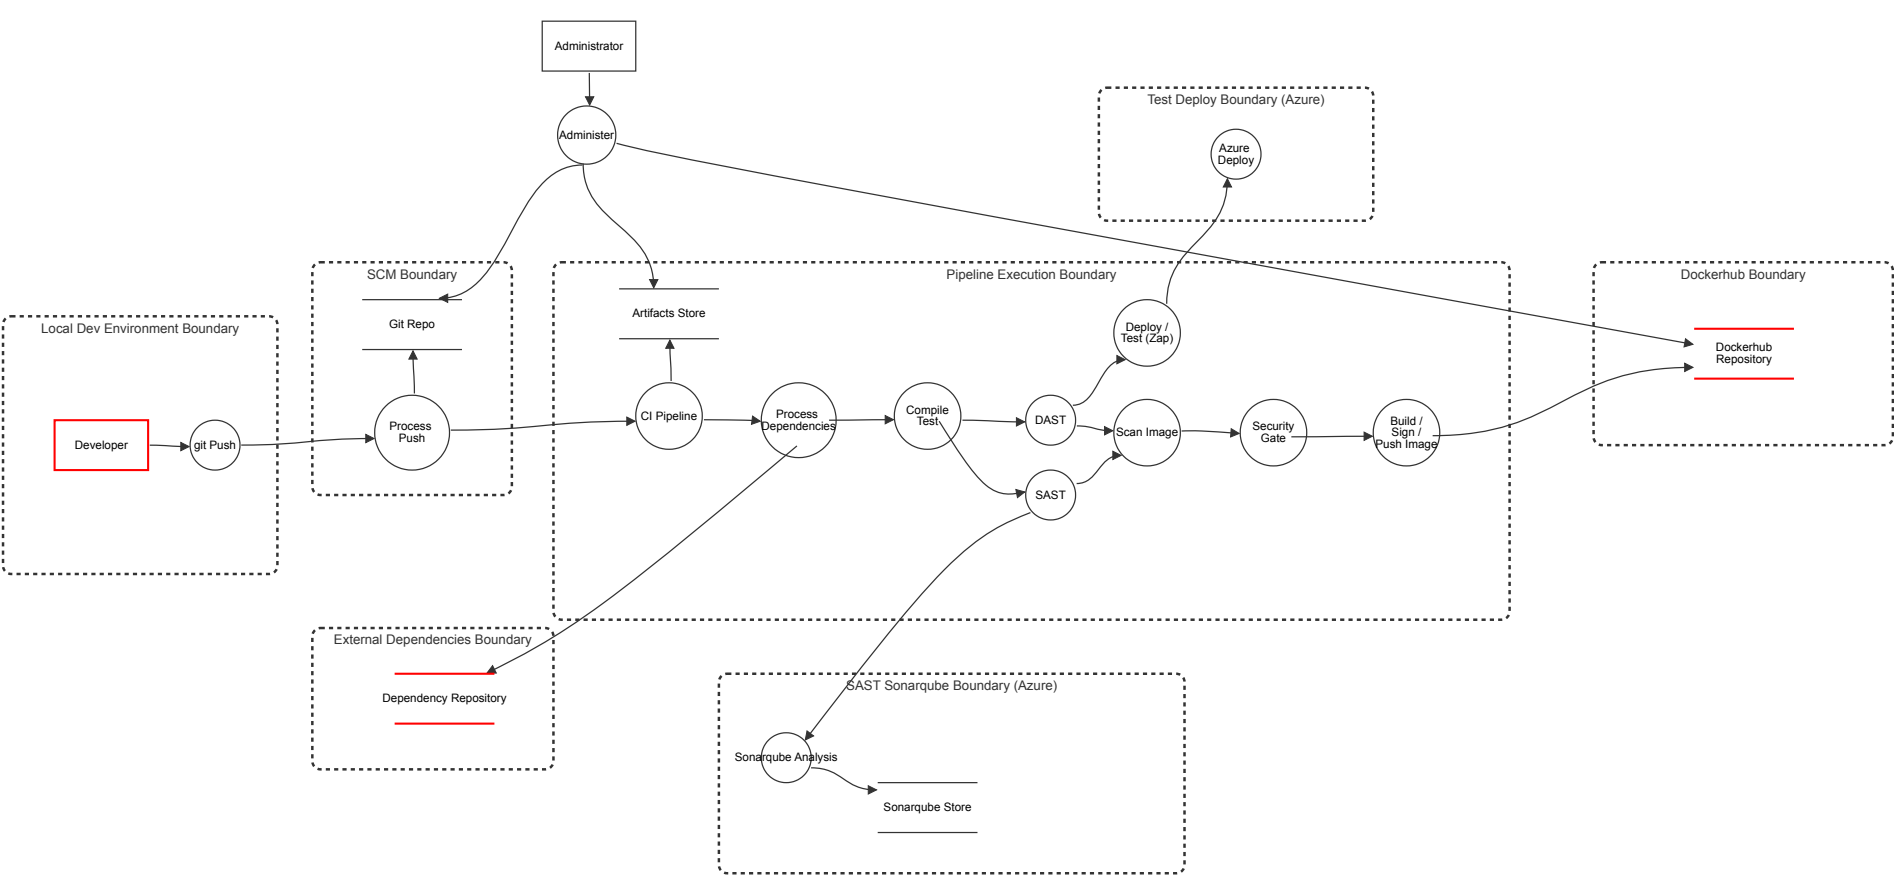 Administrator
Administer
Test Deploy Boundary (Azure)
Azure
Deploy
SCM Boundary
Git Repo
Pipeline Execution Boundary
Artifacts Store
Dockerhub Boundary
Dockerhub
Repository
Local Dev Environment Boundary
Developer
git Push
Process
Push
CI Pipeline
Process
Dependencies
Compile
Test
DAST
Deploy /
Test (Zap)
Scan Image
SAST
Security
Gate
Build /
Sign /
Push Image
External Dependencies Boundary
Dependency Repository
SAST Sonarqube Boundary (Azure)
Sonarqube Analysis
Sonarqube Store